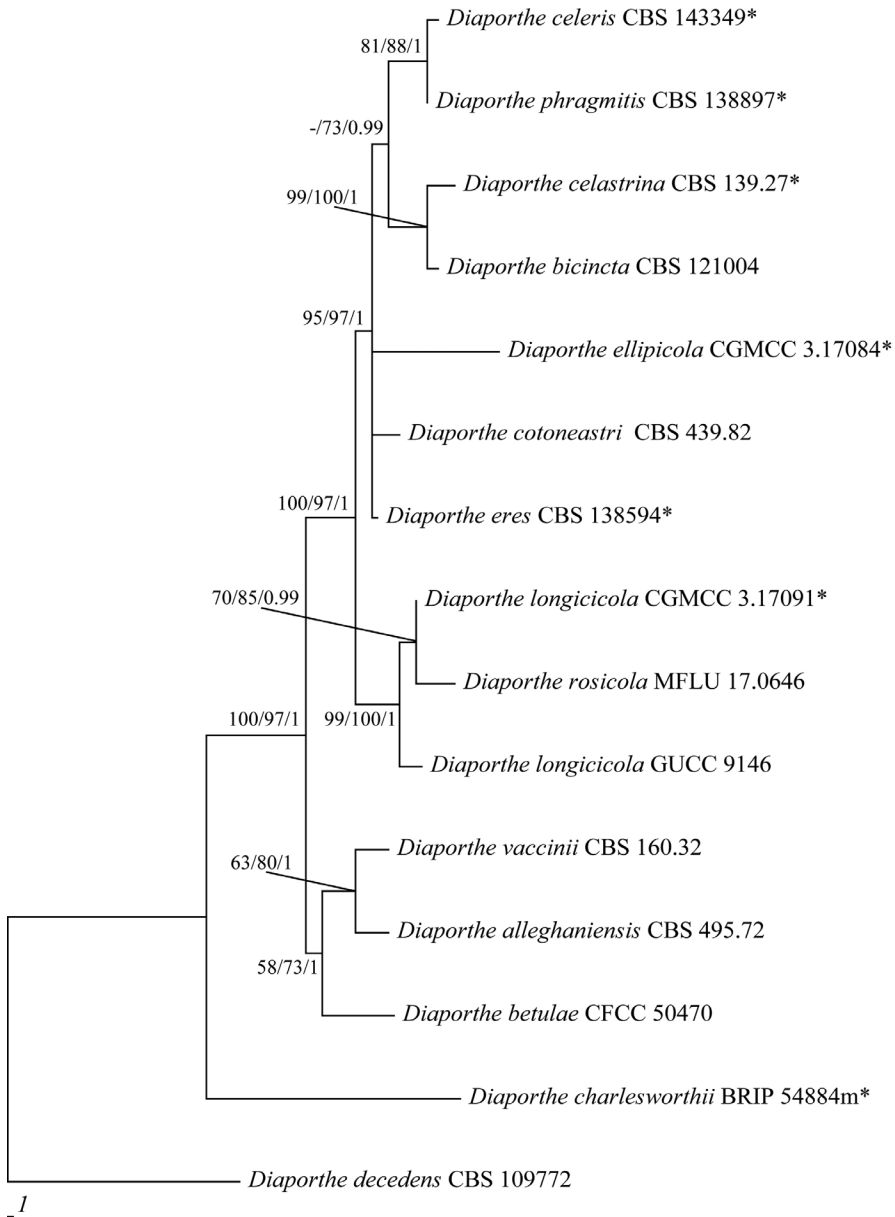 Diaporthe celeris CBS 143349*
81/88/1
Diaporthe phragmitis CBS 138897*
-/73/0.99
Diaporthe celastrina CBS 139.27*
99/100/1
Diaporthe bicincta CBS 121004
95/97/1
Diaporthe ellipicola CGMCC 3.17084*
Diaporthe cotoneastri CBS 439.82
100/97/1
Diaporthe eres CBS 138594*
70/85/0.99
Diaporthe longicicola CGMCC 3.17091*
Diaporthe rosicola MFLU 17.0646
100/97/1
99/100/1
Diaporthe longicicola GUCC 9146
Diaporthe vaccinii CBS 160.32
63/80/1
Diaporthe alleghaniensis CBS 495.72
58/73/1
Diaporthe betulae CFCC 50470
Diaporthe charlesworthii BRIP 54884m*
Diaporthe decedens CBS 109772
1